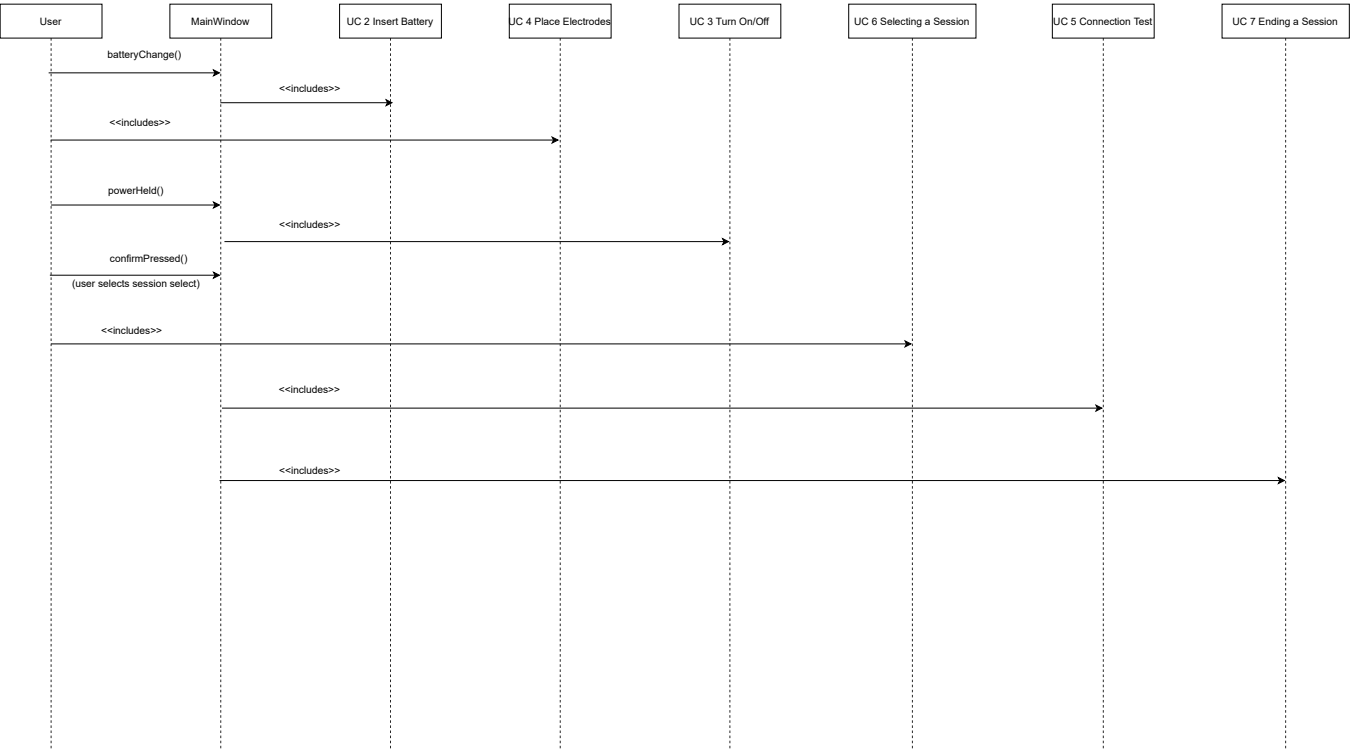 User
MainWindow
UC 2 Insert Battery
UC 4 Place Electrodes
UC 3 Turn On/Off
UC 6 Selecting a Session
UC 5 Connection Test
UC 7 Ending a Session
batteryChange()
<<includes>>
<<includes>>
powerHeld()
<<includes>>
confirmPressed()
(user selects session select)
<<includes>>
<<includes>>
<<includes>>